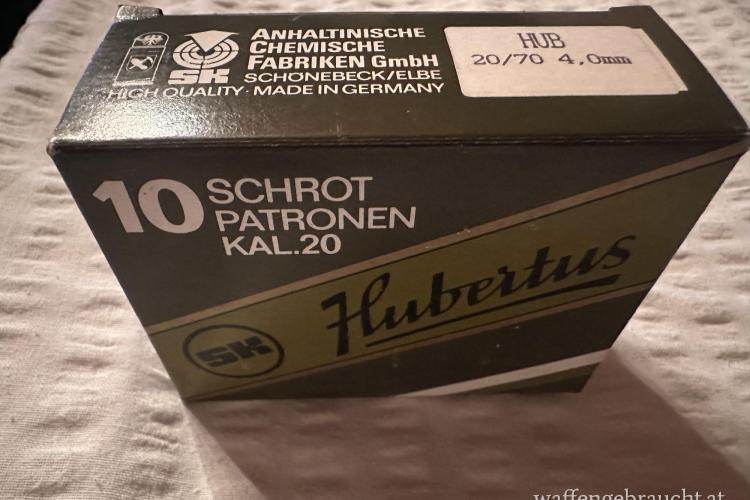 ANHALTINISCHE
CHEMISCHE
FABRIKEN GmbH
SK
SCHÖNEBECK/ELBE
HIGH QUALITY · MADE IN GERMANY
HUB
20/70 4,0mm
10 SCHROT
PATRONEN
KAL.20
Hubertus
SK
waffengebraucht.at